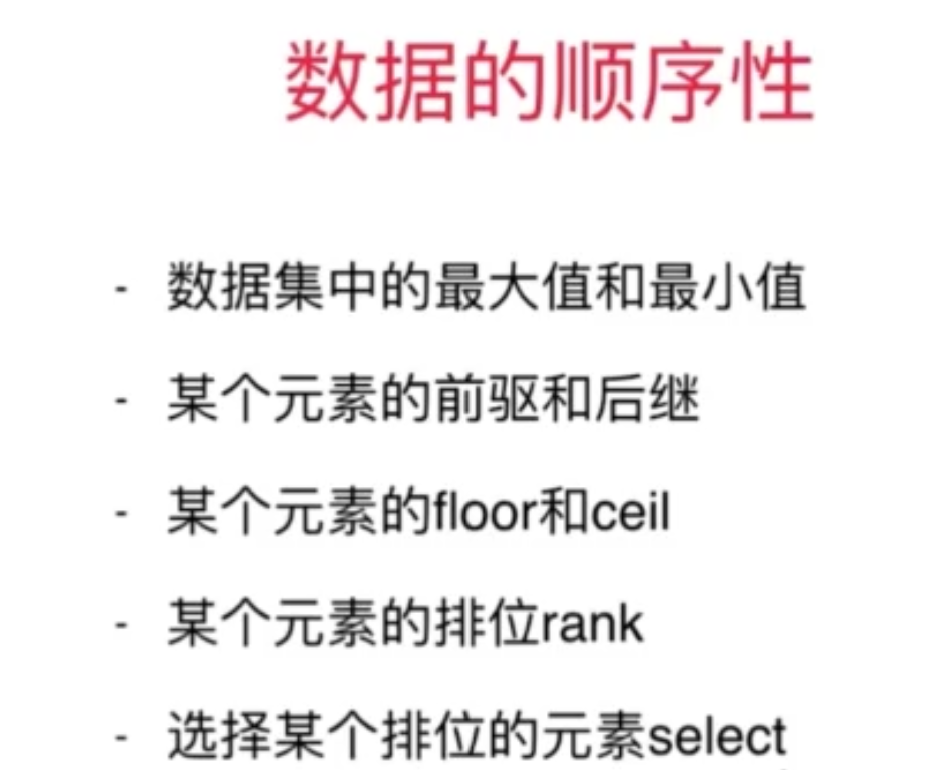 数据的顺序性
- 数据集中的最大值和最小值
- 某个元素的前驱和后继
- 某个元素的floor和ceil
- 某个元素的排位rank
- 选择某个排位的元素select